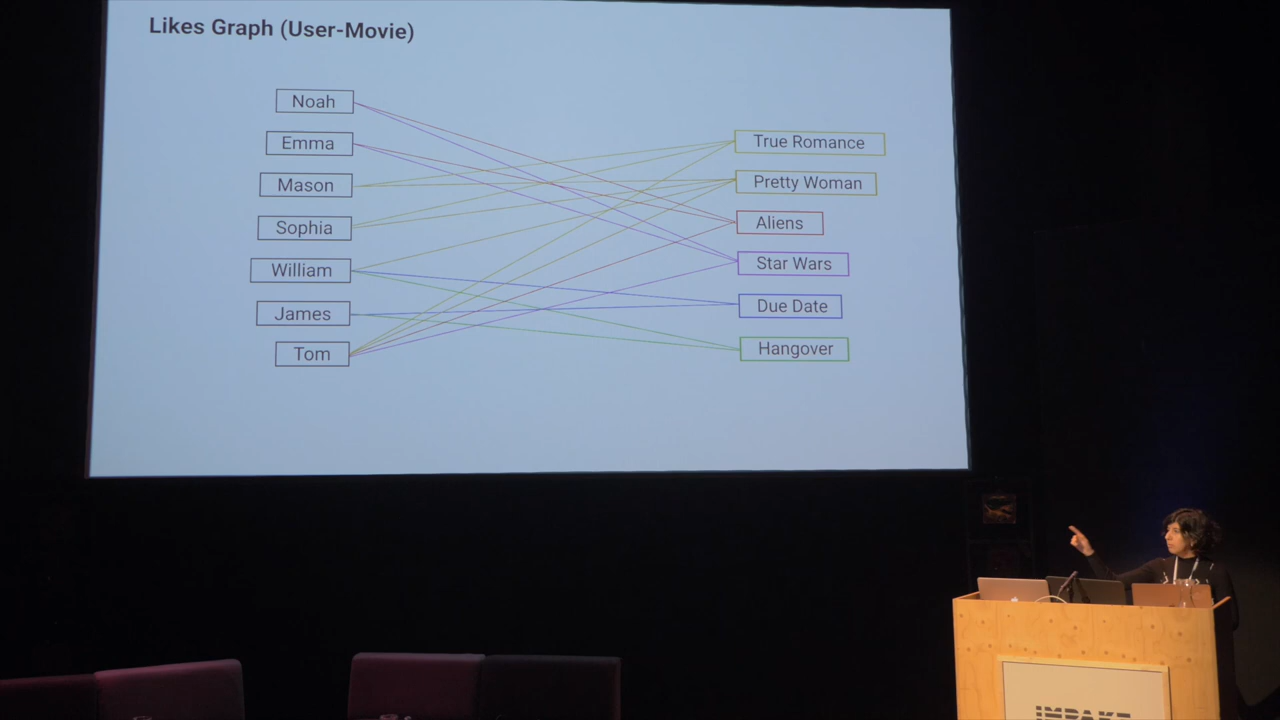 Likes Graph (User-Movie)
Noah
Emma
Mason
Sophia
William
James
Tom
True Romance
Pretty Woman
Aliens
Star Wars
Due Date
Hangover
IMPAKT